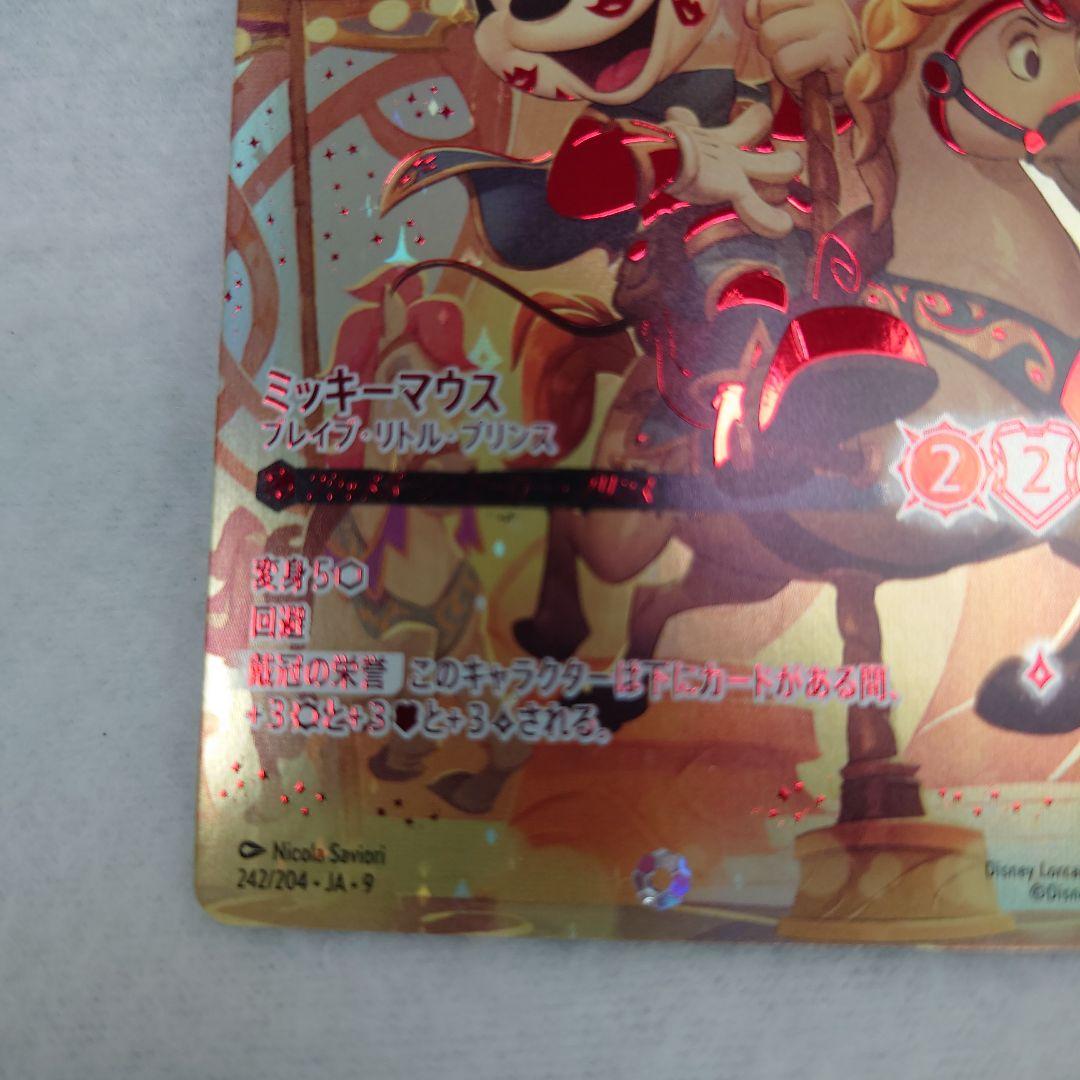 ミッキーマウス
ブレイブ・リトル・プリンス
2 2
変身 5
回避
戴冠の栄誉 このキャラクターは下にカードがある間、
+3 と+3 と+3 される。
Nicola Saviori
242/204 • JA • 9
Disney Lorca
©Disne